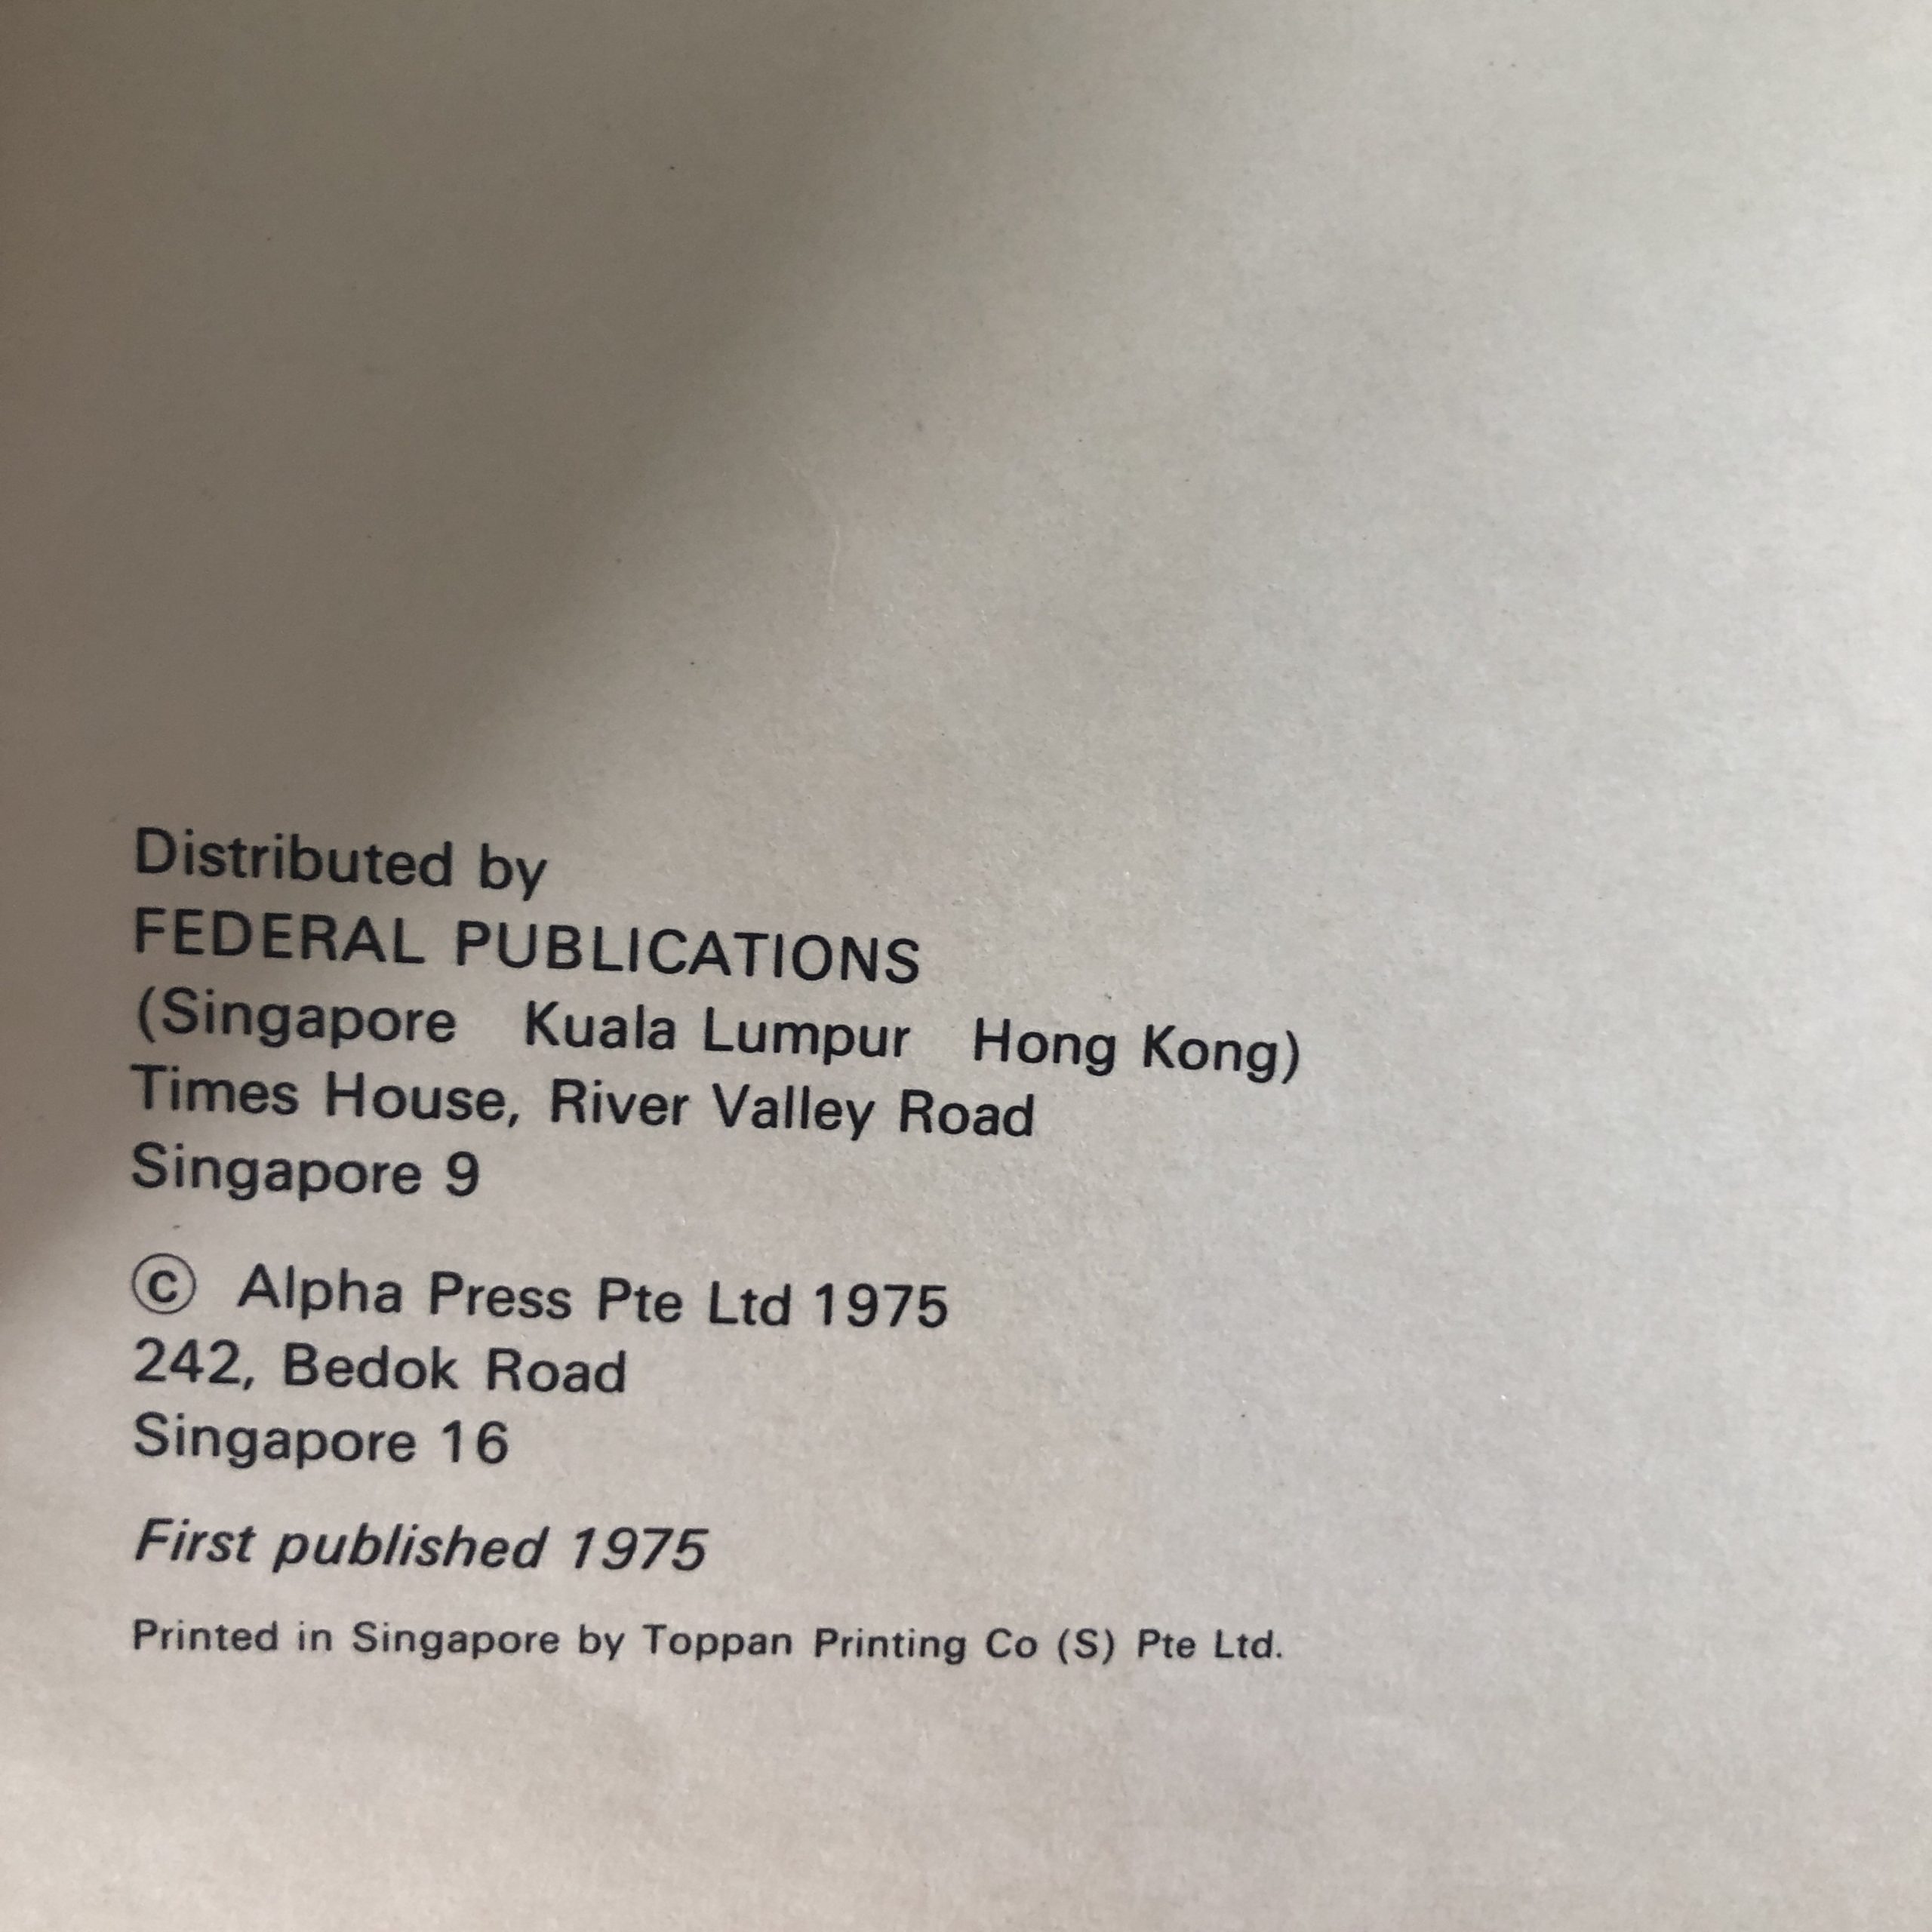 Distributed by
FEDERAL PUBLICATIONS
(Singapore Kuala Lumpur Hong Kong)
Times House, River Valley Road
Singapore 9
© Alpha Press Pte Ltd 1975
242, Bedok Road
Singapore 16
First published 1975
Printed in Singapore by Toppan Printing Co (S) Pte Ltd.